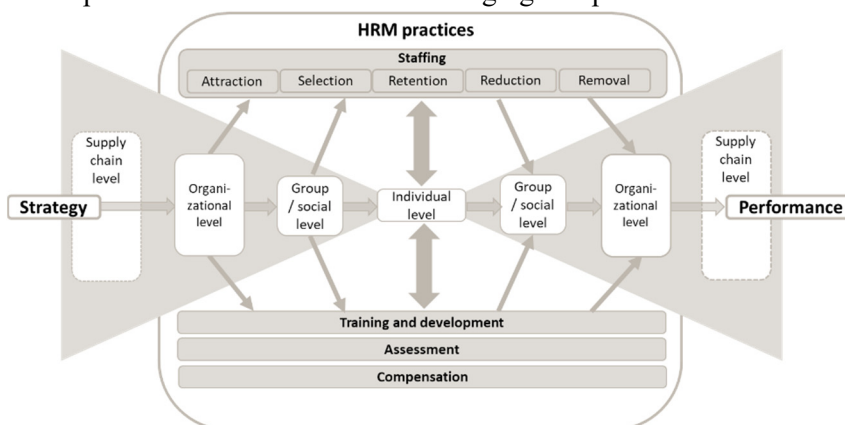 HRM practices
Staffing
Attraction
Selection
Retention
Reduction
Removal
Supply
chain
level
Organi-
zational
level
Group
/ social
level
Individual
level
Group
/ social
level
Organi-
zational
level
Supply
chain
level
Strategy
Performance
Training and development
Assessment
Compensation